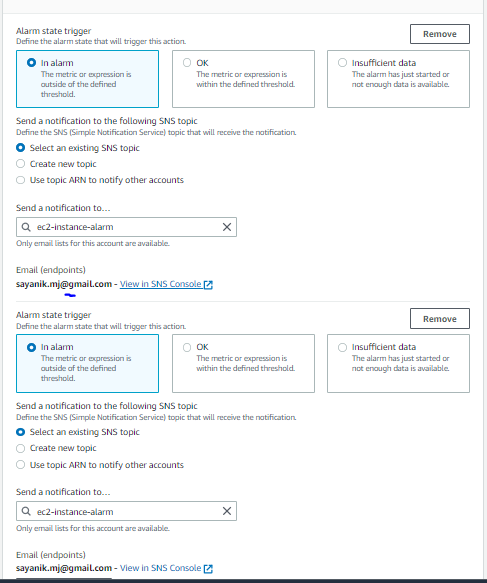 Alarm state trigger
Define the alarm state that will trigger this action.
Remove
In alarm
The metric or expression is
outside of the defined
threshold.
OK
The metric or expression is
within the defined threshold.
Insufficient data
The alarm has just started or
not enough data is available.
Send a notification to the following SNS topic
Define the SNS (Simple Notification Service) topic that will receive the notification.
Select an existing SNS topic
Create new topic
Use topic ARN to notify other accounts
Send a notification to…
ec2-instance-alarm
Only email lists for this account are available.
Email (endpoints)
sayanik.mj@gmail.com - View in SNS Console
Alarm state trigger
Define the alarm state that will trigger this action.
Remove
In alarm
The metric or expression is
outside of the defined
threshold.
OK
The metric or expression is
within the defined threshold.
Insufficient data
The alarm has just started or
not enough data is available.
Send a notification to the following SNS topic
Define the SNS (Simple Notification Service) topic that will receive the notification.
Select an existing SNS topic
Create new topic
Use topic ARN to notify other accounts
Send a notification to…
ec2-instance-alarm
Only email lists for this account are available.
Email (endpoints)
sayanik.mj@gmail.com - View in SNS Console